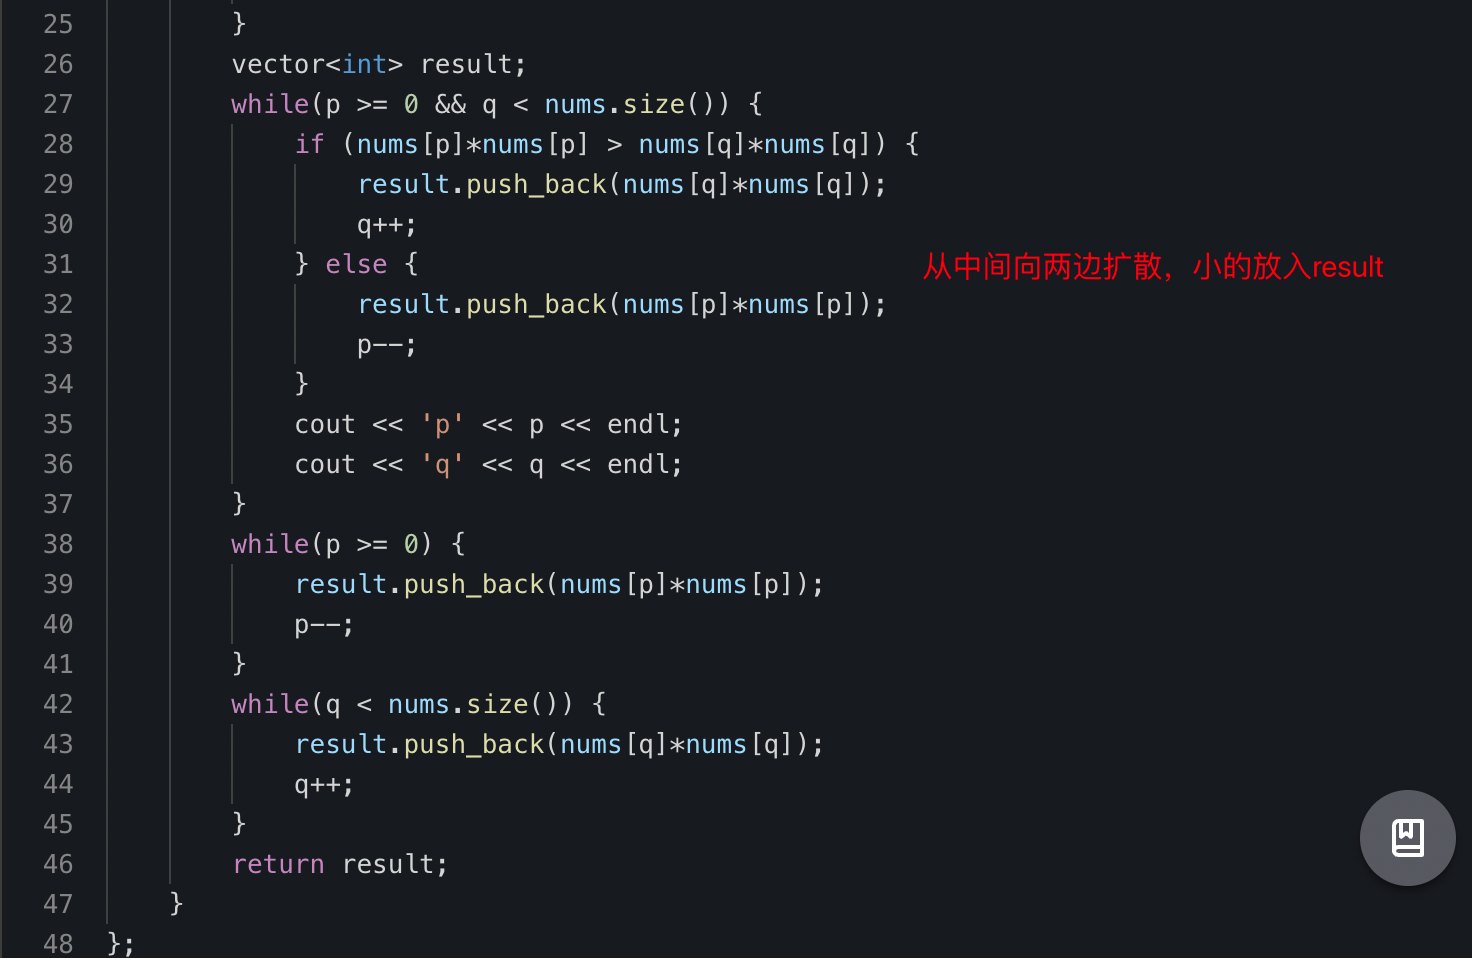 25 }
26 vector<int> result;
27 while(p >= 0 && q < nums.size()) {
28 if (nums[p]*nums[p] > nums[q]*nums[q]) {
29 result.push_back(nums[q]*nums[q]);
30 q++;
31 } else { 从中间向两边扩散，小的放入result
32 result.push_back(nums[p]*nums[p]);
33 p--;
34 }
35 cout << 'p' << p << endl;
36 cout << 'q' << q << endl;
37 }
38 while(p >= 0) {
39 result.push_back(nums[p]*nums[p]);
40 p--;
41 }
42 while(q < nums.size()) {
43 result.push_back(nums[q]*nums[q]);
44 q++;
45 }
46 return result;
47 }
48 };